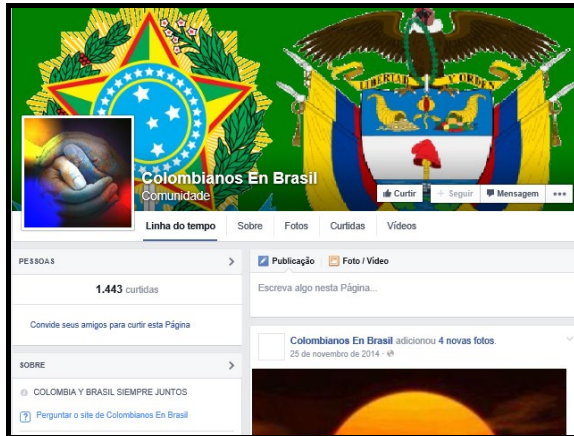 LIBERTAD Y ORDEN
Colombianos En Brasil
Comunidade
Curtir
Seguir
Mensagem
Linha do tempo
Sobre
Fotos
Curtidas
Vídeos
PESSOAS
1.443 curtidas
Convide seus amigos para curtir esta Página
SOBRE
COLOMBIA Y BRASIL SIEMPRE JUNTOS
Perguntar o site de Colombianos En Brasil
Publicação
Foto / Vídeo
Escreva algo nesta Página...
Colombianos En Brasil adicionou 4 novas fotos.
25 de novembro de 2014 ·